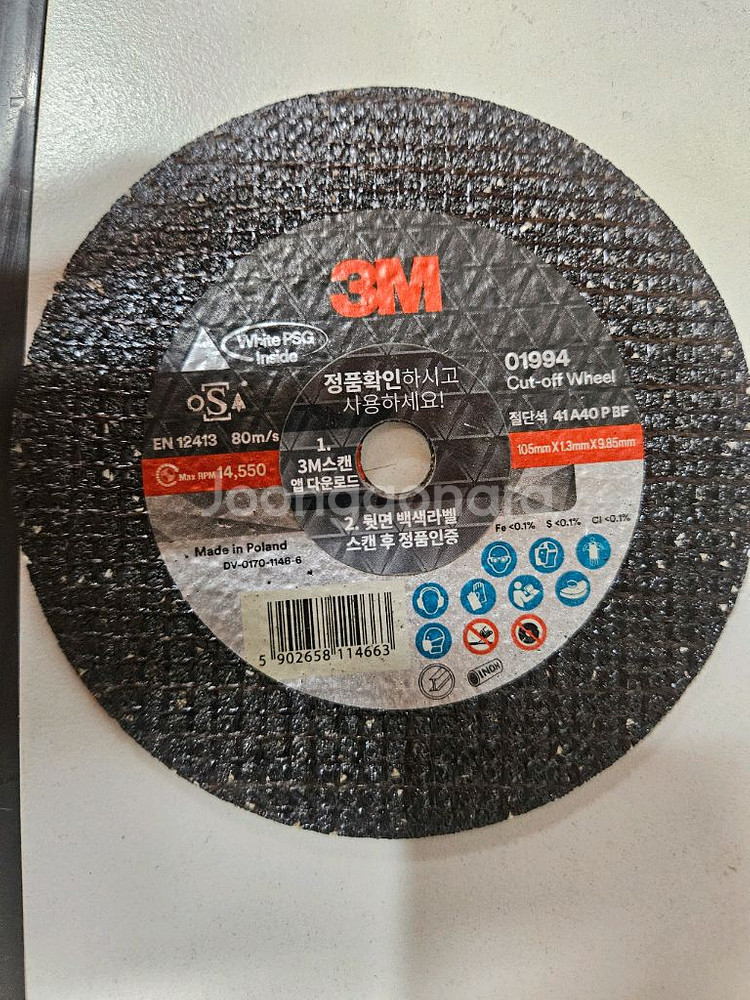 3M
White PSG
Inside
정품확인하시고
사용하세요!
01994
Cut-off Wheel
oSa
EN 12413 80m/s
절단석 41 A40 P BF
105mm X 1.3mm X 9.85mm
Max RPM 14,550
1.
3M스캔
앱 다운로드
Joongdonara
2. 뒷면 백색라벨
스캔 후 정품인증
Fe <0.1% S <0.1% Cl <0.1%
Made in Poland
DV-0170-1146-6
5 902658 114663
INOX